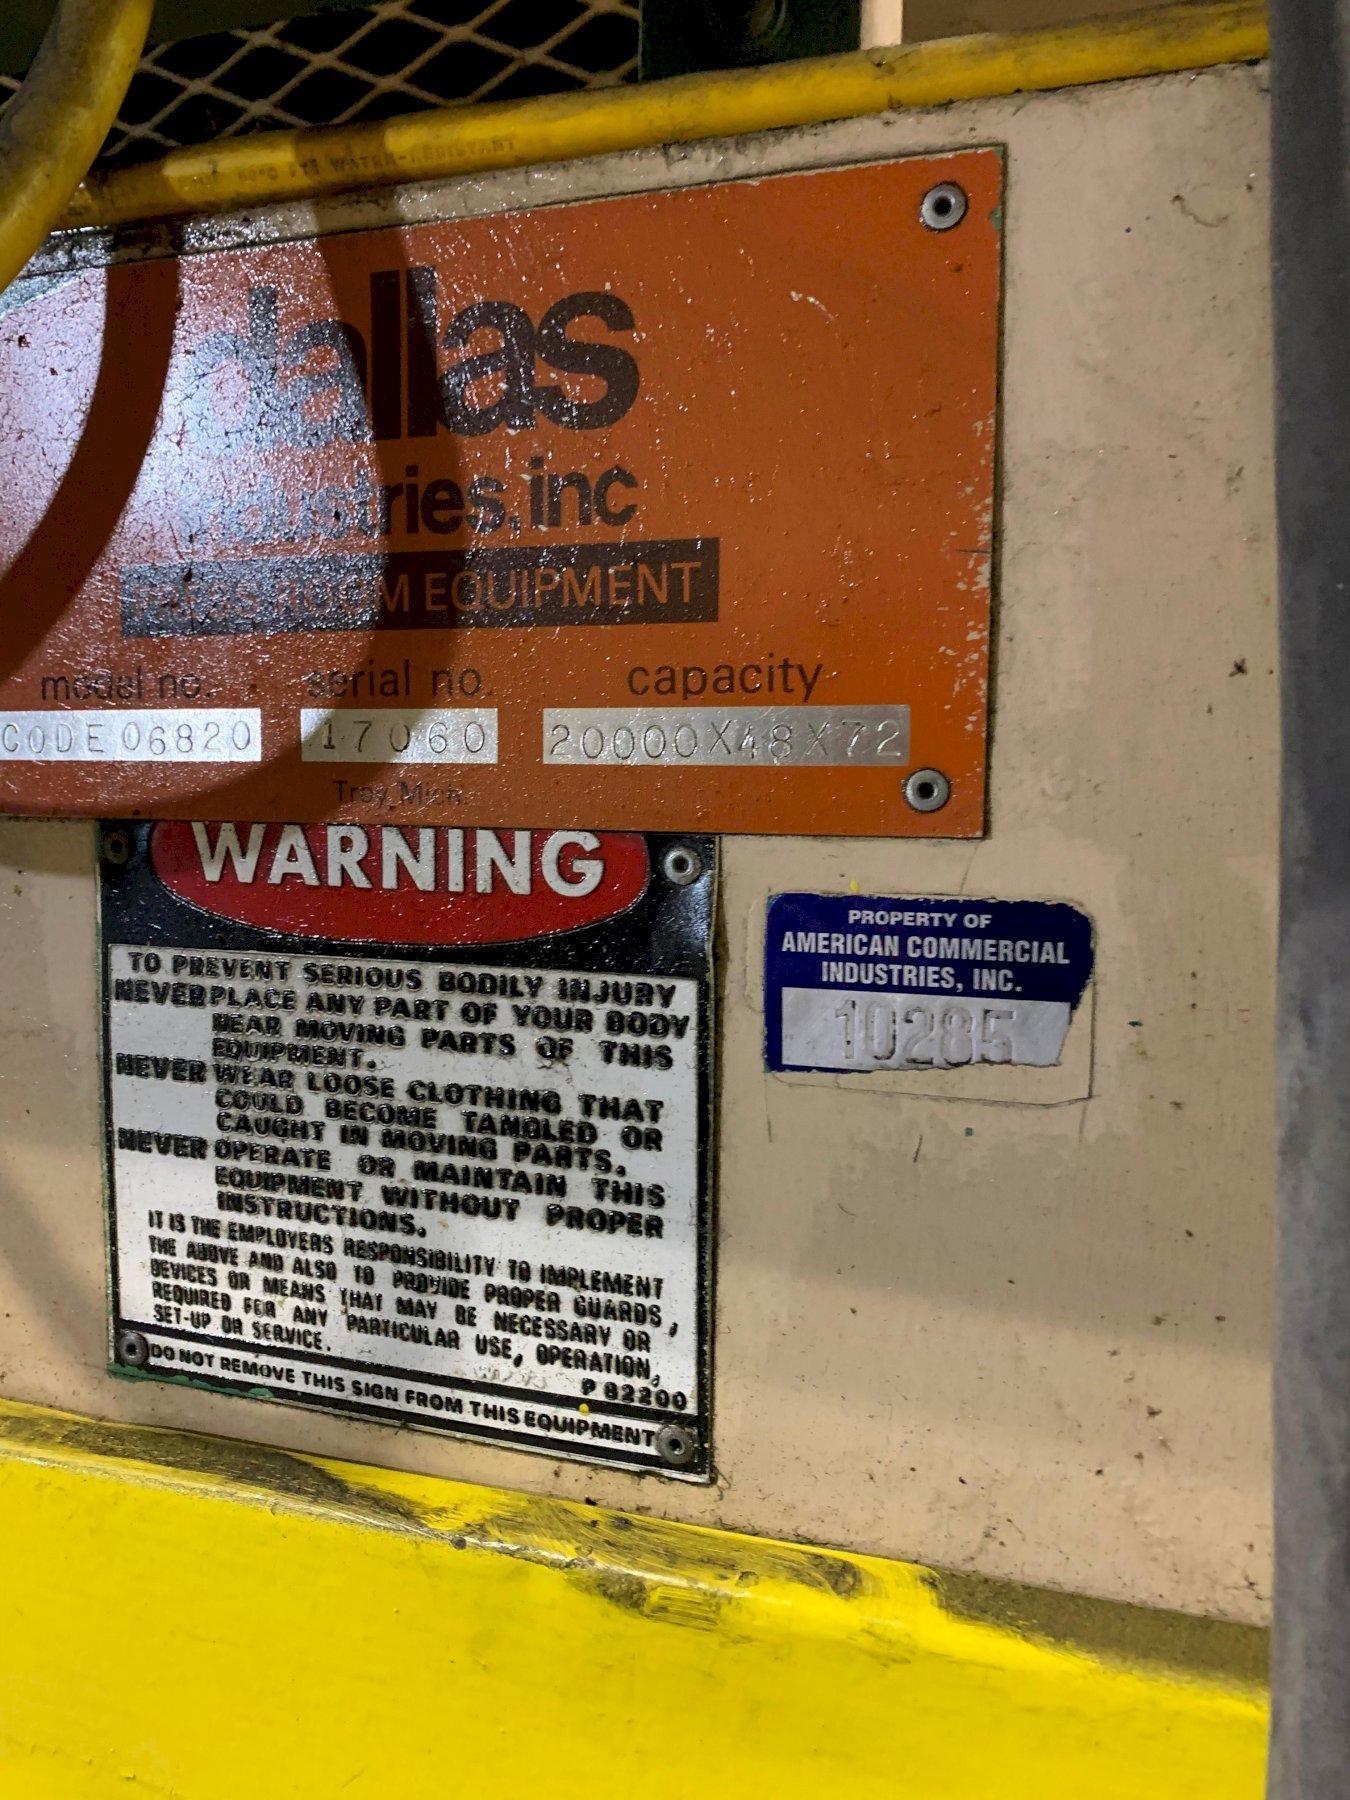 WATER-RESISTANT
dallas
industries, inc
PRESS ROOM EQUIPMENT
model no. serial no. capacity
CODE 06820 17060 20000X48X72
Troy, Mich.
WARNING
TO PREVENT SERIOUS BODILY INJURY
NEVER PLACE ANY PART OF YOUR BODY
NEAR MOVING PARTS OF THIS
EQUIPMENT.
NEVER WEAR LOOSE CLOTHING THAT
COULD BECOME TANGLED OR
CAUGHT IN MOVING PARTS.
NEVER OPERATE OR MAINTAIN THIS
EQUIPMENT WITHOUT PROPER
INSTRUCTIONS.
IT IS THE EMPLOYERS RESPONSIBILITY TO IMPLEMENT
THE ABOVE AND ALSO TO PROVIDE PROPER GUARDS,
DEVICES OR MEANS THAT MAY BE NECESSARY OR
REQUIRED FOR ANY PARTICULAR USE, OPERATION,
SET-UP OR SERVICE.
P 82200
DO NOT REMOVE THIS SIGN FROM THIS EQUIPMENT
PROPERTY OF
AMERICAN COMMERCIAL
INDUSTRIES, INC.
10285